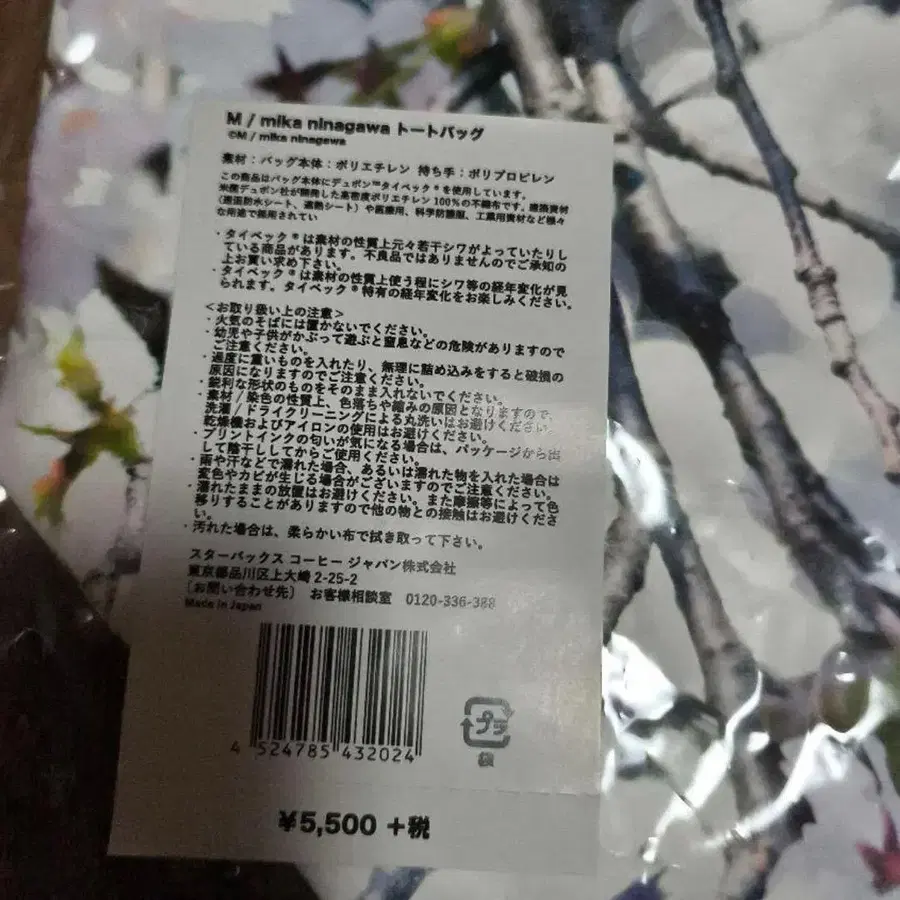 M / mika ninagawa トートバッグ
©M / mika ninagawa
素材：バッグ本体：ポリエチレン 持ち手：ポリプロピレン
この商品はバッグ本体にデュポン™タイベック®を使用しています。
米国デュポン社が開発した高密度ポリエチレン100%の不織布です。建築資材
（透湿防水シート、遮熱シート）や医療用、科学防護服、工業用資材など様々
な用途で採用されてい
・タイベック®は素材の性質上元々若干シワがよっていたりし
ている商品があります。不良品ではありませんのでご承知の
上お買い求め下さい。
・タイベック®は素材の性質上使う程にシワ等の経年変化が見
られます。タイベック®特有の経年変化をお楽しみください。
＜お取り扱い上の注意＞
・火気のそばには置かないでください。
・幼児や子供がかぶって遊ぶと窒息などの危険がありますので
ご注意ください。
・過度に重いものを入れたり、無理に詰め込みをすると破損の
原因になりますのでご注意ください。
・鋭利な形状のものをそのまま入れないでください。
・素材/染色の性質上、色落ちや縮みの原因となりますので、
洗濯/ドライクリーニングによる丸洗いはお避けください。
乾燥機およびアイロンの使用はお避けください。
・プリントインクの匂いが気になる場合は、パッケージから出
して陰干ししてからご使用ください。
・雨や汗などで濡れた場合、あるいは濡れた物を入れた場合は
変色やカビが生じる場合がございますのでご注意ください。
・濡れたままの放置はお避けください。また摩擦等によって色
移りすることがありますので他の物との接触はお避けくださ
い。
・汚れた場合は、柔らかい布で拭き取って下さい。
スターバックス コーヒー ジャパン株式会社
東京都品川区上大崎 2-25-2
〔お問い合わせ先〕 お客様相談室 0120-336-388
Made in Japan
4 524785 432024
プラ
袋
¥5,500 +税